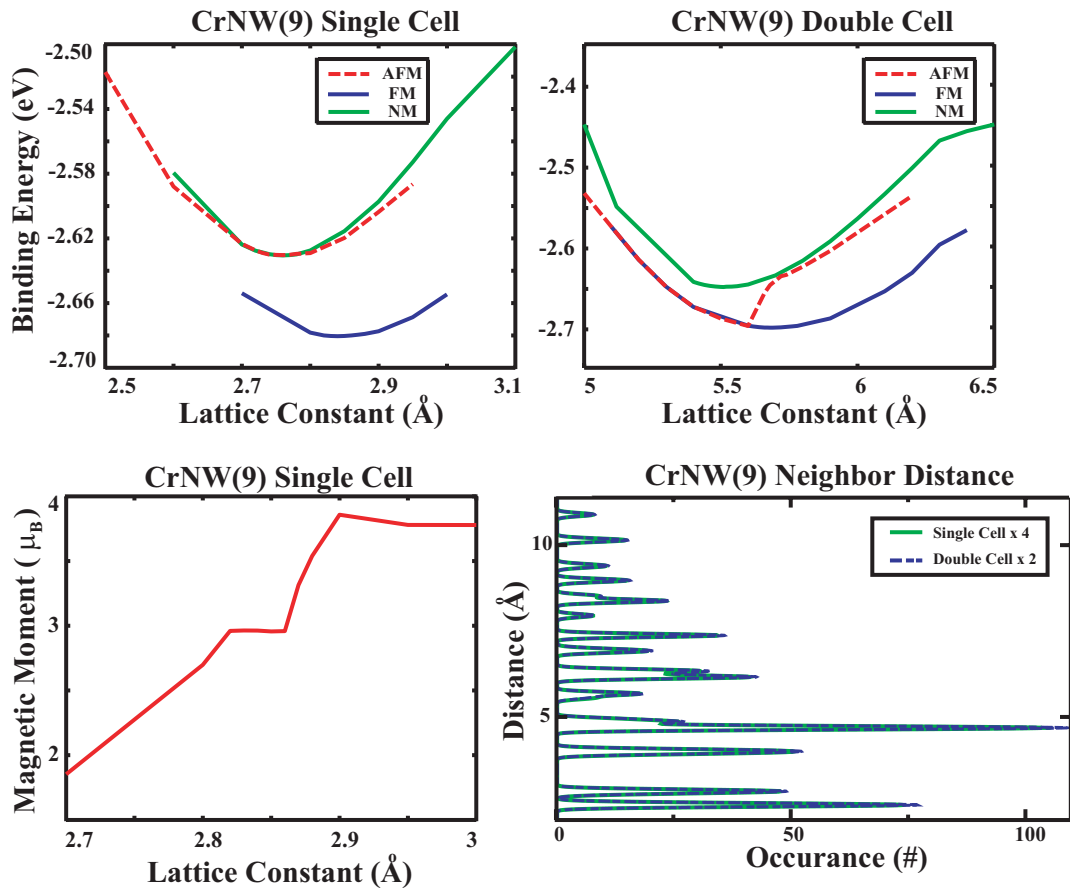 CrNW(9) Single Cell
Binding Energy (eV)
-2.50
-2.54
-2.58
-2.62
-2.66
-2.70
AFM
FM
NM
2.5
2.7
2.9
3.1
Lattice Constant (Å)
CrNW(9) Double Cell
-2.4
-2.5
-2.6
-2.7
AFM
FM
NM
5
5.5
6
6.5
Lattice Constant (Å)
CrNW(9) Single Cell
Magnetic Moment ( μB)
4
3
2
2.7
2.8
2.9
3
Lattice Constant (Å)
CrNW(9) Neighbor Distance
Distance (Å)
10
5
Single Cell x 4
Double Cell x 2
0
50
100
Occurance (#)